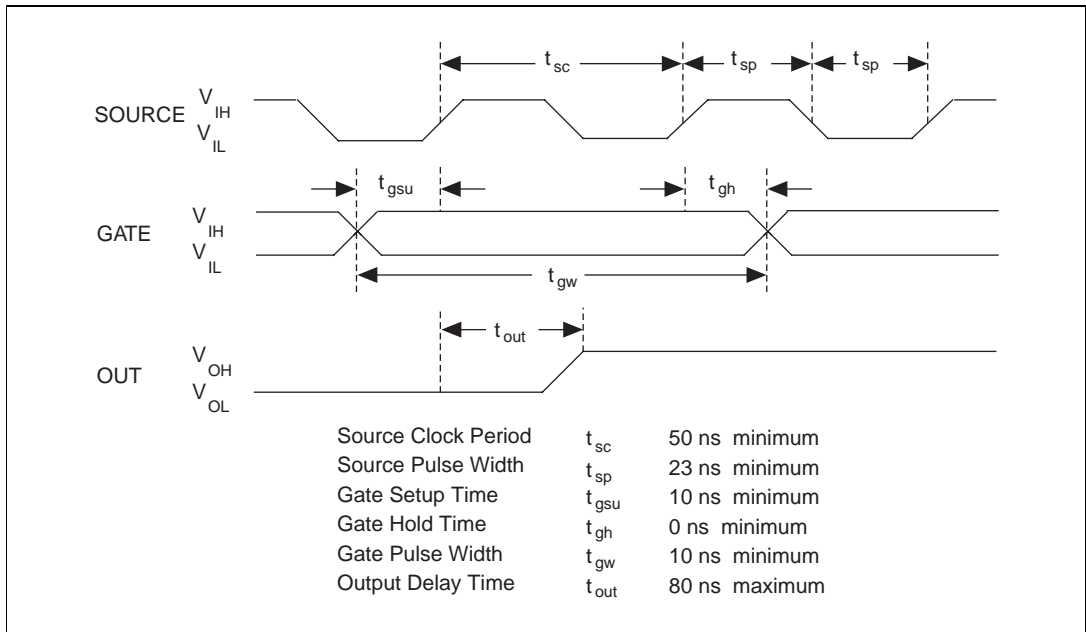 t sc
t sp
t sp
SOURCE
V IH
V IL
t gsu
t gh
GATE
V IH
V IL
t gw
t out
OUT
V OH
V OL
Source Clock Period t sc 50 ns minimum
Source Pulse Width t sp 23 ns minimum
Gate Setup Time t gsu 10 ns minimum
Gate Hold Time t gh 0 ns minimum
Gate Pulse Width t gw 10 ns minimum
Output Delay Time t out 80 ns maximum